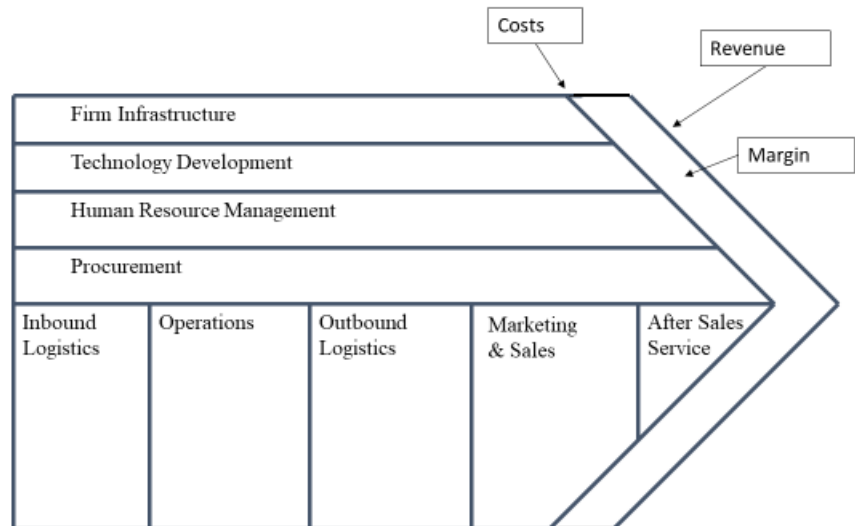 Costs
Revenue
Margin
Firm Infrastructure
Technology Development
Human Resource Management
Procurement
Inbound
Logistics
Operations
Outbound
Logistics
Marketing
& Sales
After Sales
Service